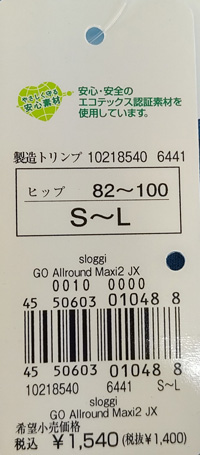 やさしく守る
安心素材
安心・安全の
エコテックス認証素材を
使用しています。
製造トリンプ 10218540 6441
ヒップ 82～100
S～L
sloggi
GO Allround Maxi2 JX
0010 0000
45 50603 01048 8
45 50603 01048 8
10218540 6441 S～L
sloggi
GO Allround Maxi2 JX
希望小売価格
税込 ¥1,540 (税抜¥1,400)